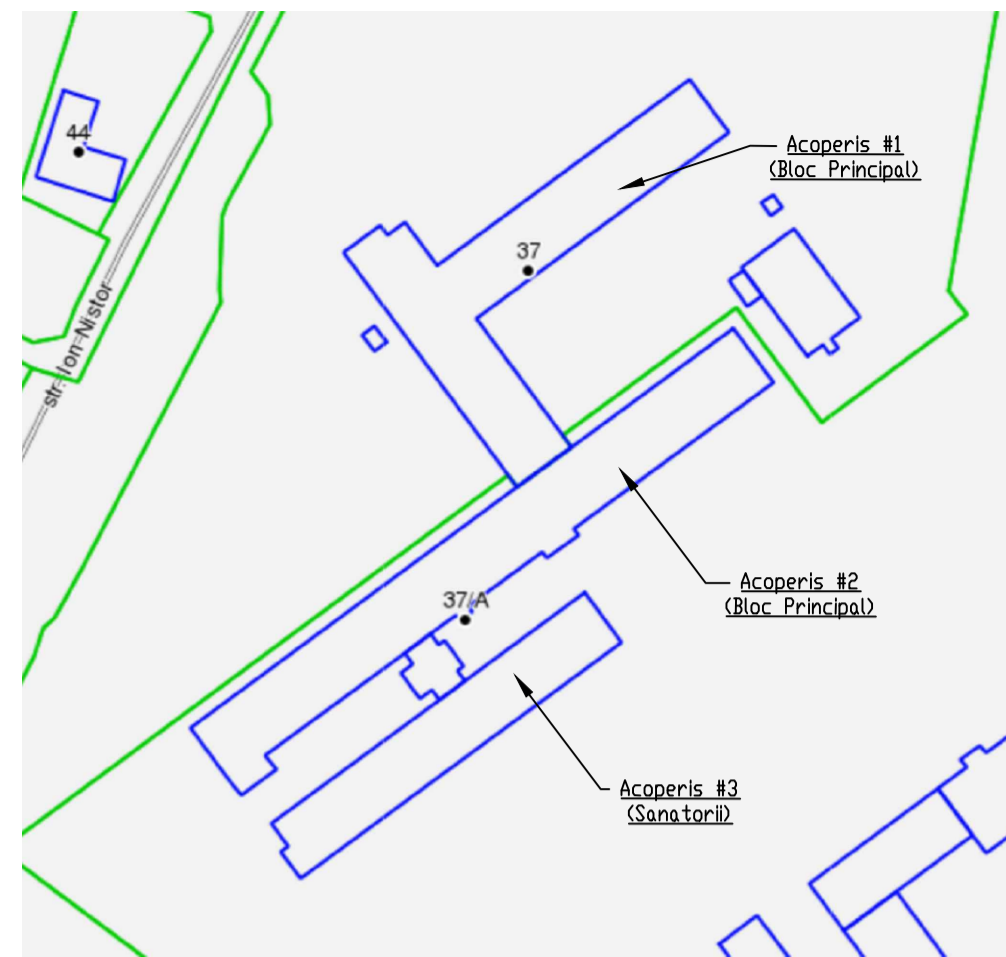 44
Acoperis #1
(Bloc Principal)
37
str. Ion Nistor
Acoperis #2
(Bloc Principal)
37/A
Acoperis #3
(Sanatorii)